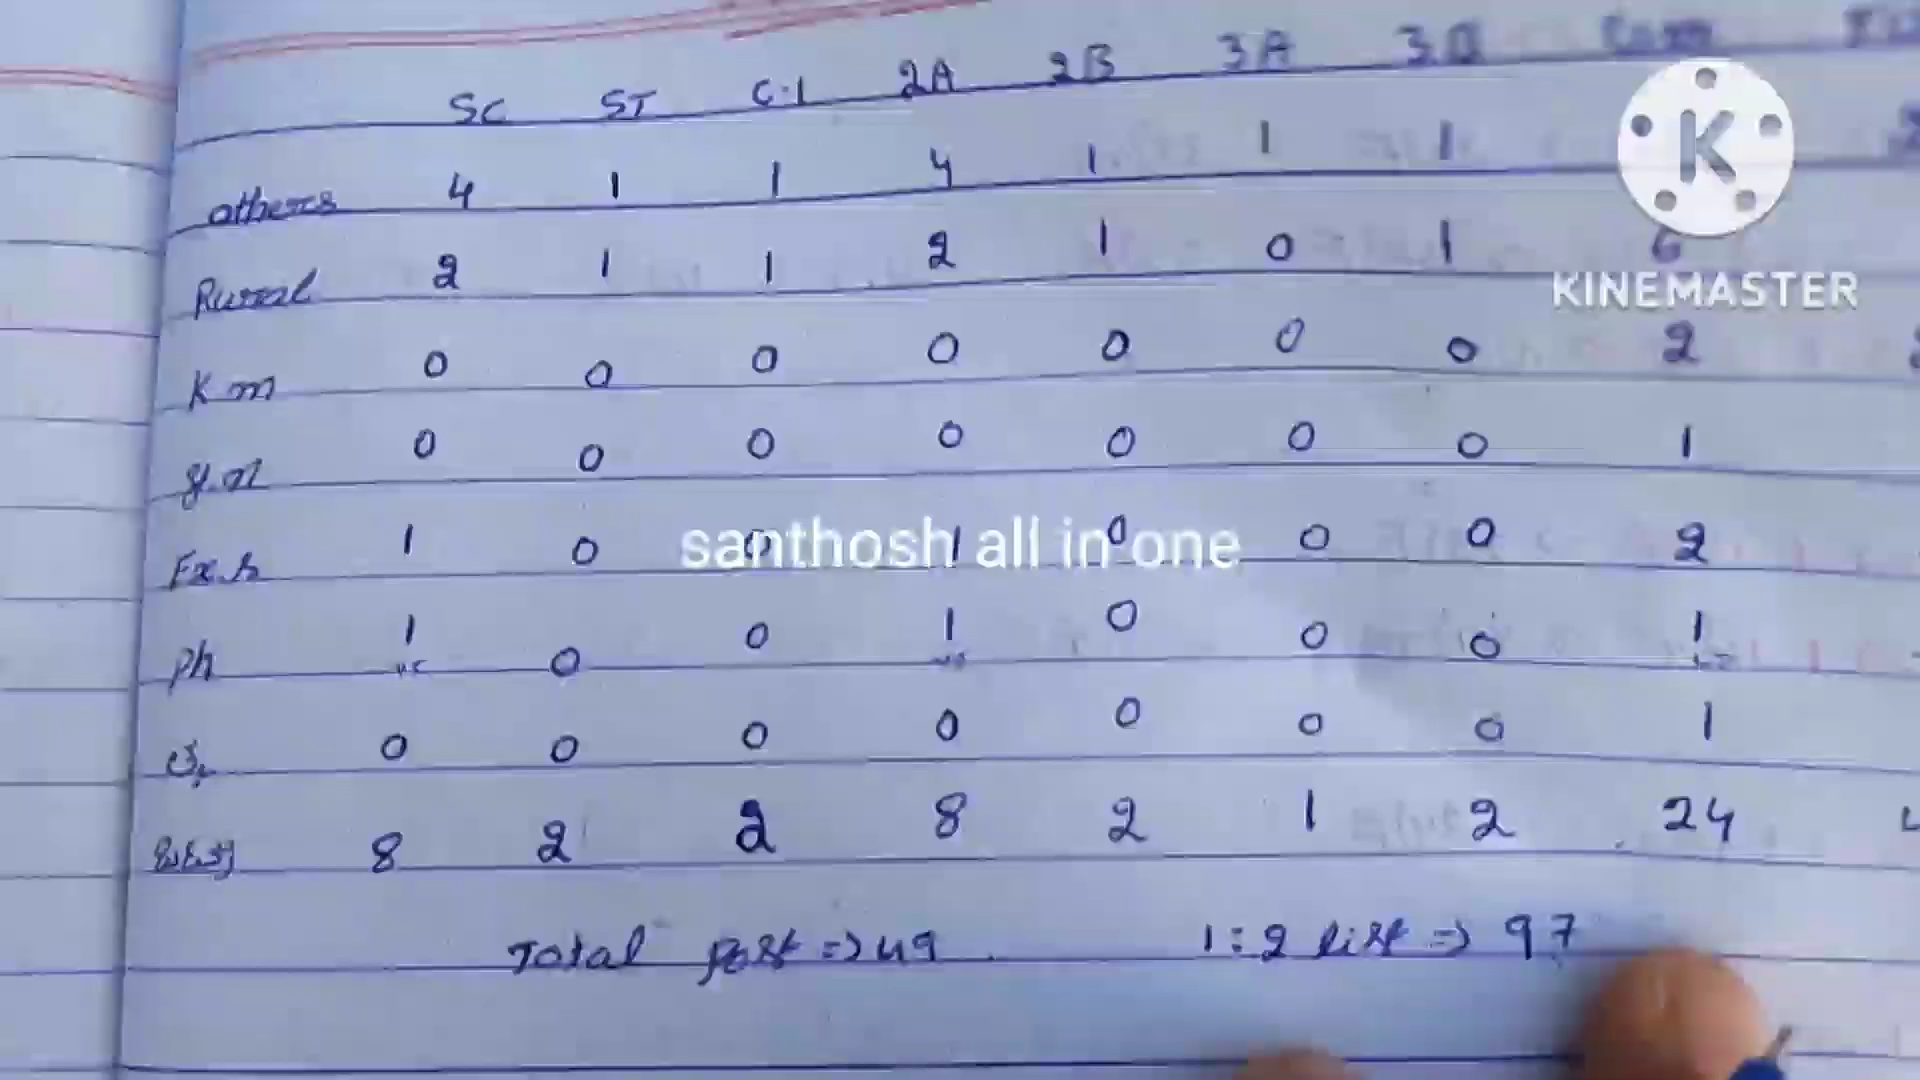 SC ST C-1 2A 2B 3A 3B
others 4 1 1 4 1 1 1
Rural 2 1 1 2 1 0 1 6
KINEMASTER
K m 0 0 0 0 0 0 0 2
0 0 0 0 0 0 0 1
1 0 0 1 0 0 0 2
santhosh all in one
Ph 1 0 0 1 0 0 0 1
0 0 0 0 0 0 0 1
8 2 2 8 2 1 2 24
Total post => 49 1:2 list => 97